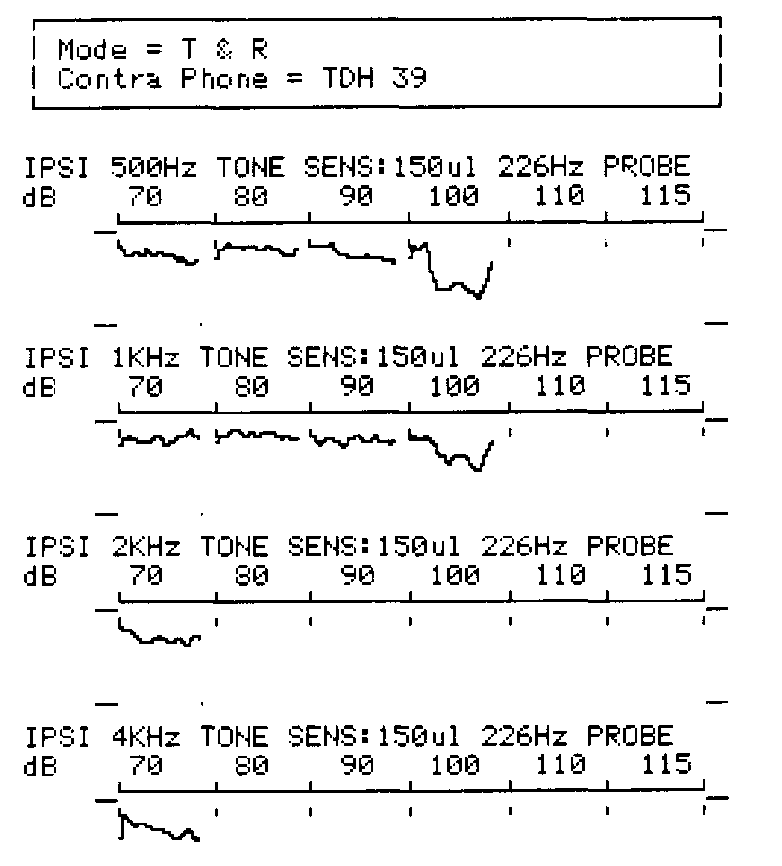 Mode = T & R
Contra Phone = TDH 39
IPSI 500Hz TONE SENS:150ul 226Hz PROBE
dB 70 80 90 100 110 115
IPSI 1KHz TONE SENS:150ul 226Hz PROBE
dB 70 80 90 100 110 115
IPSI 2KHz TONE SENS:150ul 226Hz PROBE
dB 70 80 90 100 110 115
IPSI 4KHz TONE SENS:150ul 226Hz PROBE
dB 70 80 90 100 110 115